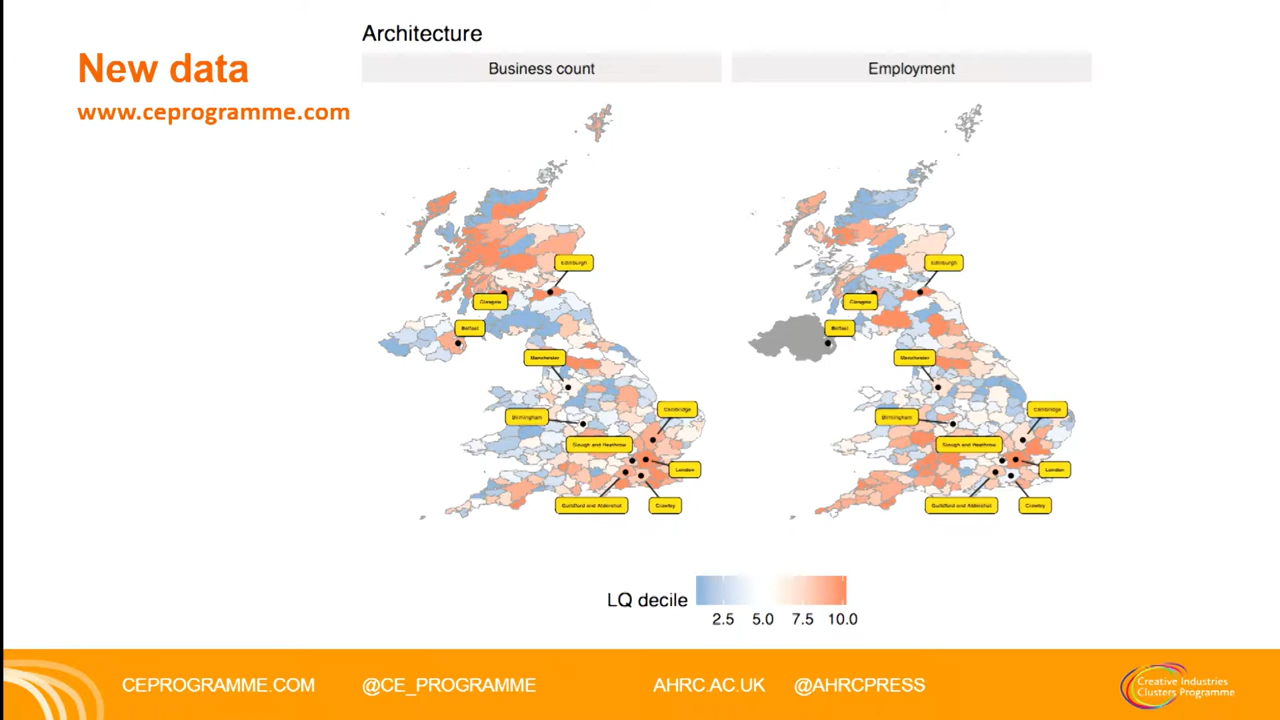 New data
www.ceprogramme.com
Architecture
Business count
Employment
Edinburgh
Glasgow
Belfast
Manchester
Birmingham
Cambridge
Slough and Heathrow
London
Guildford and Aldershot
Crawley
Edinburgh
Glasgow
Belfast
Manchester
Birmingham
Cambridge
Slough and Heathrow
London
Guildford and Aldershot
Crawley
LQ decile
2.5 5.0 7.5 10.0
CEPROGRAMME.COM @CE_PROGRAMME AHRC.AC.UK @AHRCPRESS
Creative Industries
Clusters Programme